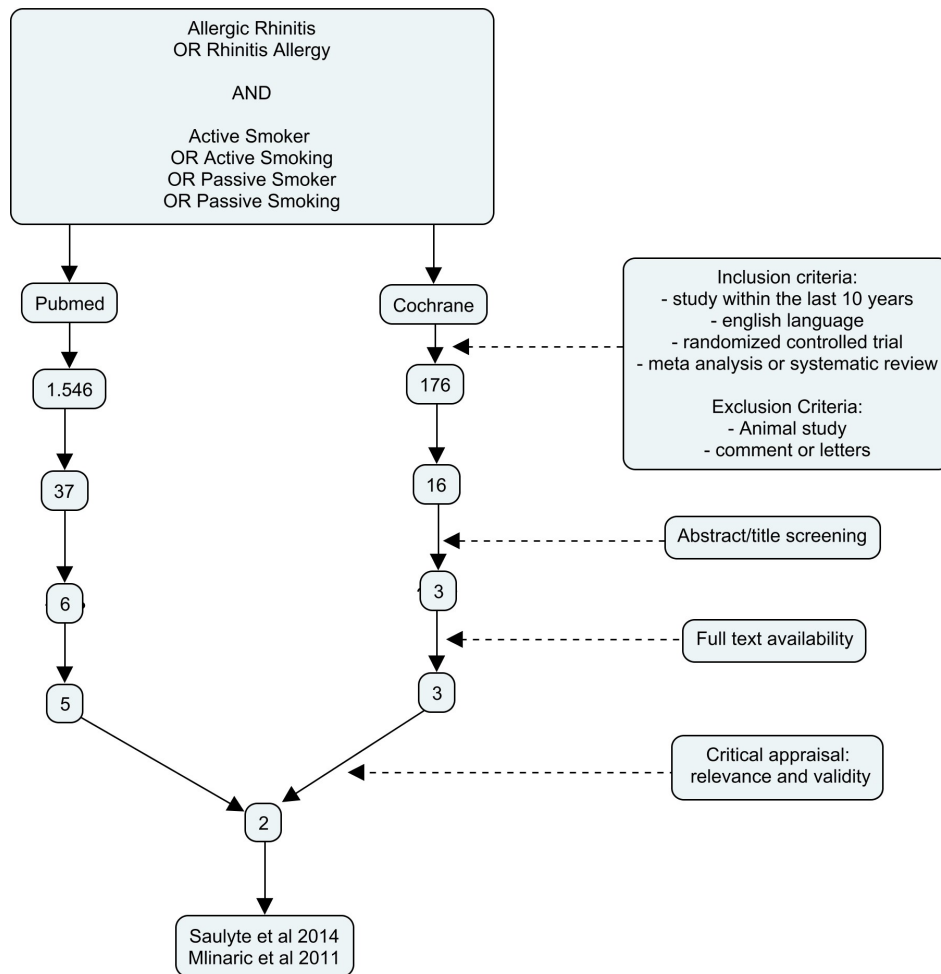 Allergic Rhinitis
OR Rhinitis Allergy
AND
Active Smoker
OR Active Smoking
OR Passive Smoker
OR Passive Smoking
Pubmed
Cochrane
Inclusion criteria:
- study within the last 10 years
- english language
- randomized controlled trial
- meta analysis or systematic review
Exclusion Criteria:
- Animal study
- comment or letters
1.546
176
37
16
Abstract/title screening
6
3
Full text availability
5
3
Critical appraisal:
relevance and validity
2
Saulyte et al 2014
Mlinaric et al 2011